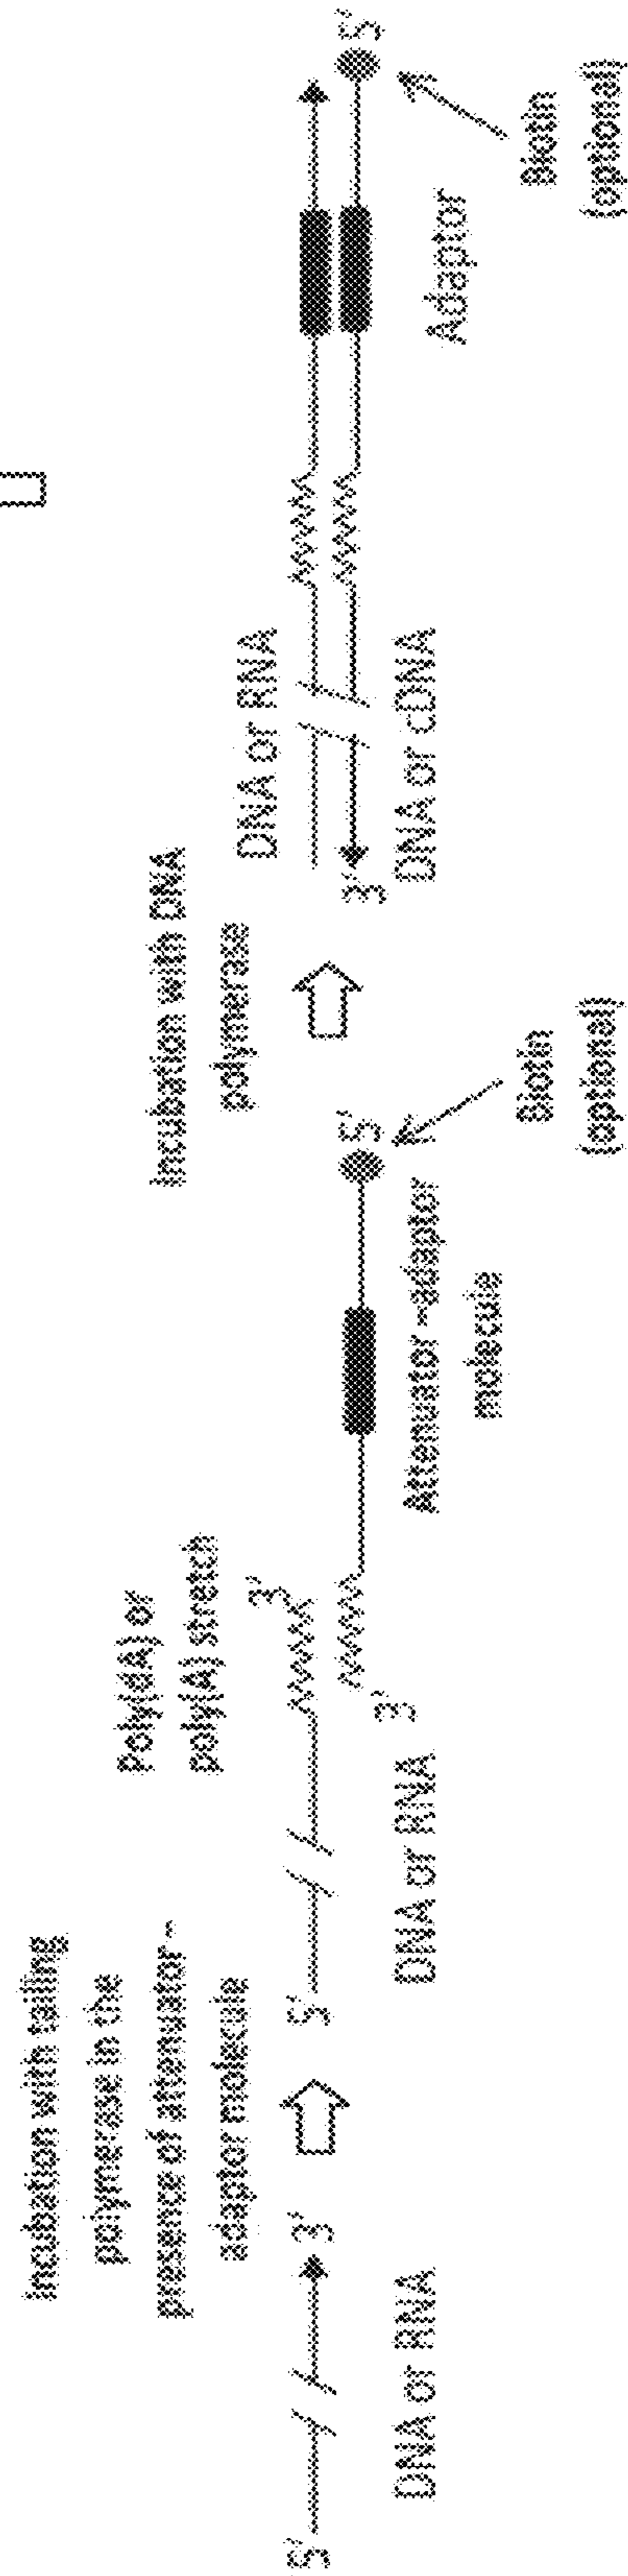 5' 3'
DNA or RNA
incubation with tailing
polymerase in the
presence of attenuator-
adaptor molecule
5'
DNA or RNA
Poly(dA) or
poly(A) stretch
3'
3'
Attenuator-adaptor
molecule
5'
Biotin
(optional)
Incubation with DNA
polymerase
DNA or RNA
3'
DNA or cDNA
Adaptor
5'
Biotin
(optional)